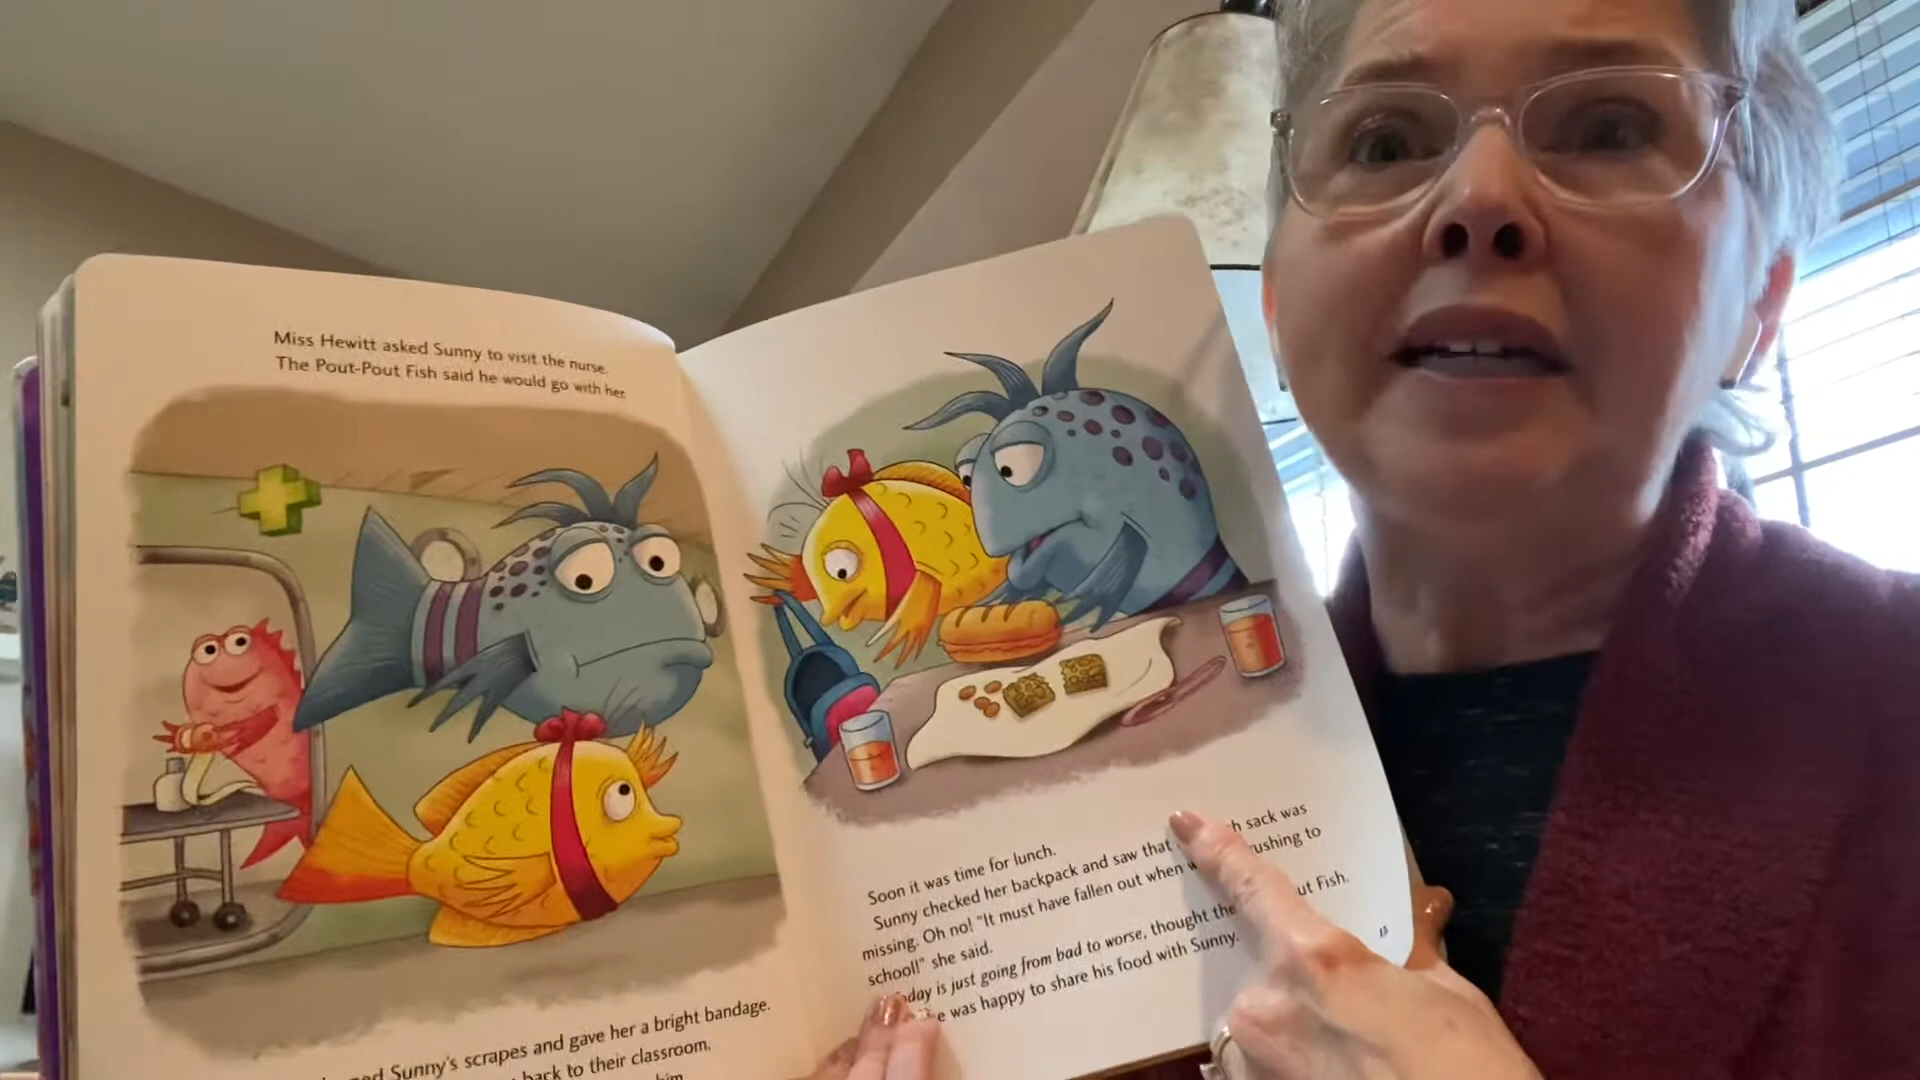 Miss Hewitt asked Sunny to visit the nurse.
The Pout-Pout Fish said he would go with her.
Sunny's scrapes and gave her a bright bandage.
back to their classroom.
him
Soon it was time for lunch.
Sunny checked her backpack and saw that sack was
missing. Oh no! "It must have fallen out when rushing to
school!" she said.
is just going from bad to worse, thought the Fish.
was happy to share his food with Sunny.
13